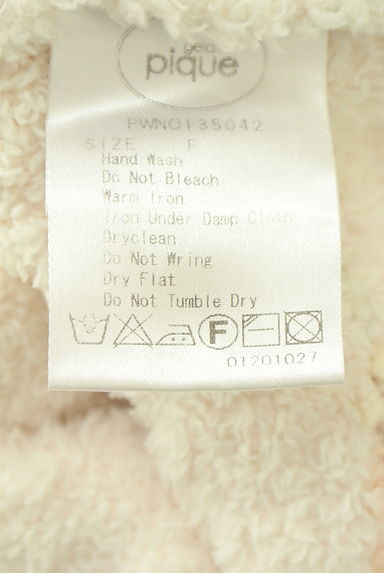 gelato
pique
PWNO135042
SIZE F
Hand Wash
Do Not Bleach
Warm Iron
Iron Under Damp Cloth
Dryclean
Do Not Wring
Dry Flat
Do Not Tumble Dry
F
01201027